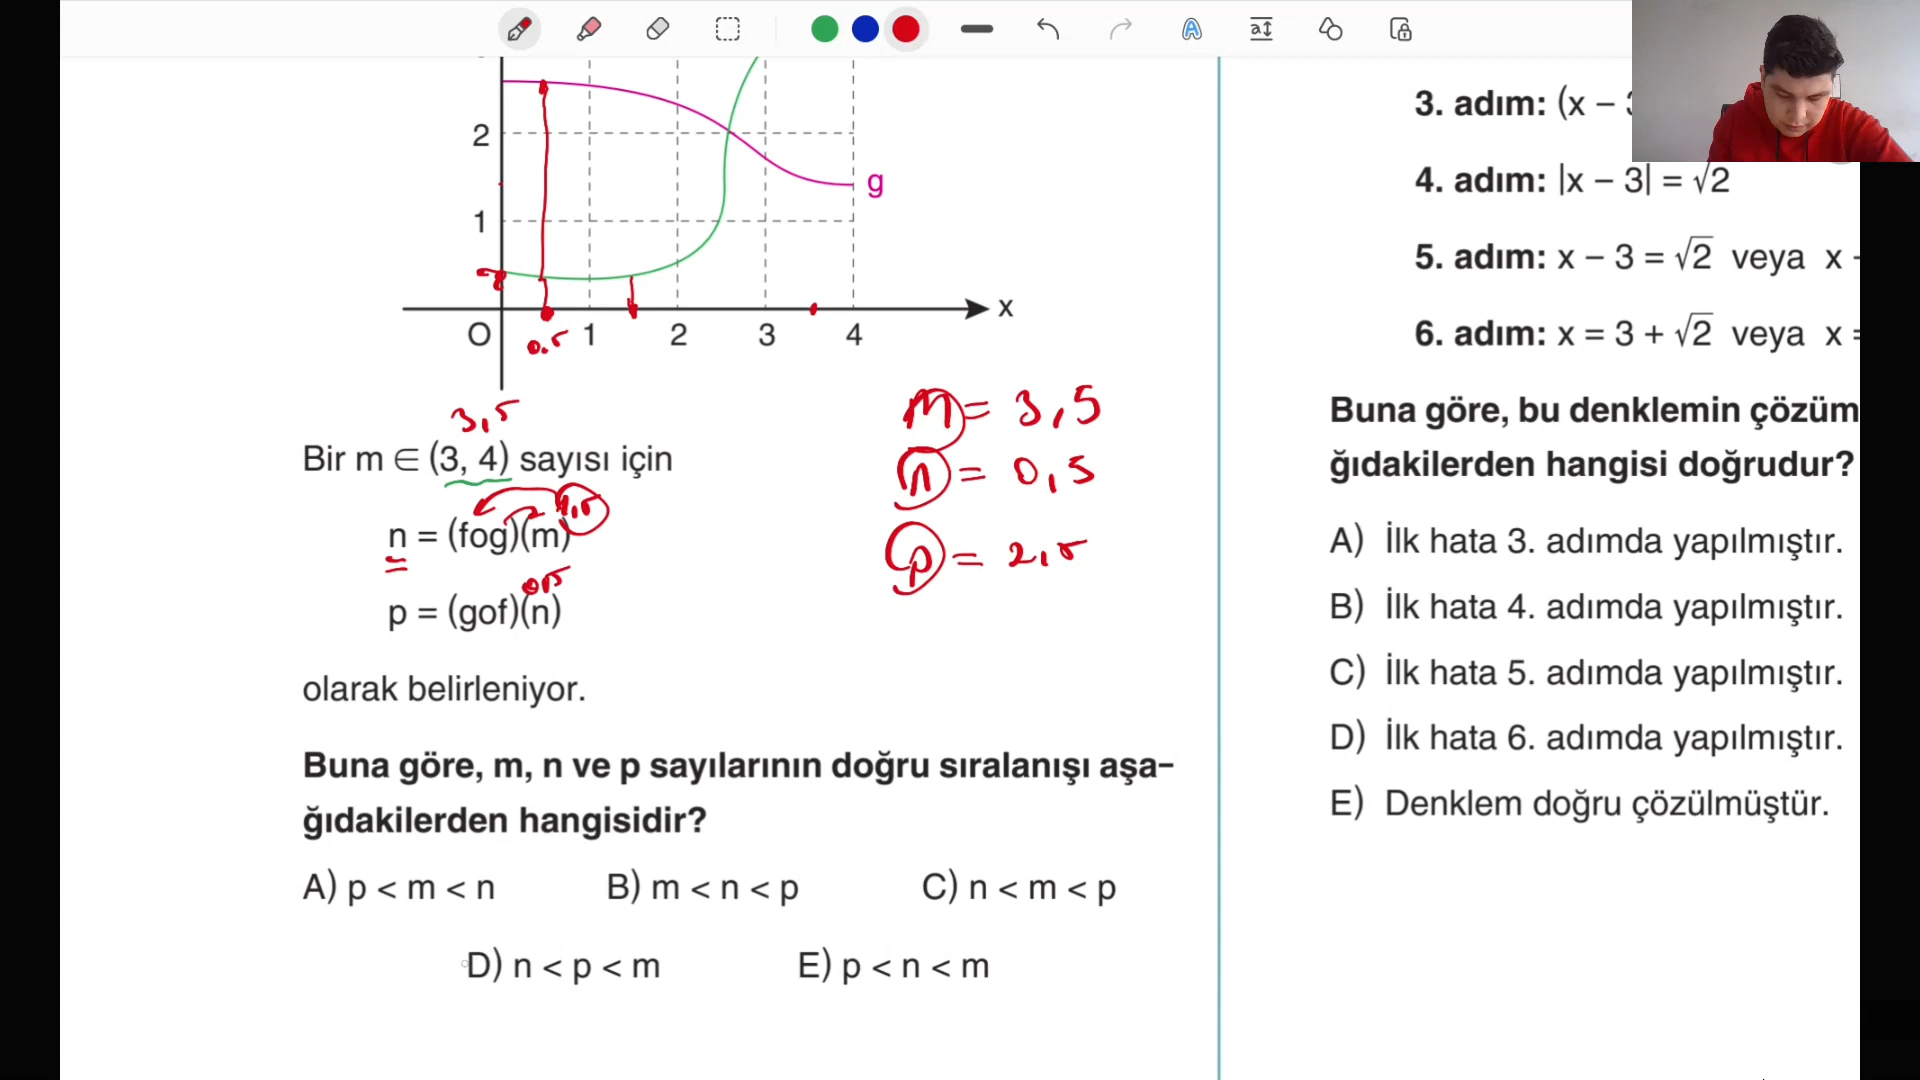 2
1
g
x
O
0.5
1
2
3
4
3,5
Bir m ∈ (3, 4) sayısı için
1,5
n = (fog)(m)
0,5
p = (gof)(n)
m = 3,5
n = 0,5
p = 2,5
olarak belirleniyor.
Buna göre, m, n ve p sayılarının doğru sıralanışı aşa-
ğıdakilerden hangisidir?
A) p < m < n
B) m < n < p
C) n < m < p
D) n < p < m
E) p < n < m
3. adım: (x –
4. adım: |x – 3| = √2
5. adım: x – 3 = √2 veya x -
6. adım: x = 3 + √2 veya x =
Buna göre, bu denklemin çözüm
ğıdakilerden hangisi doğrudur?
A) İlk hata 3. adımda yapılmıştır.
B) İlk hata 4. adımda yapılmıştır.
C) İlk hata 5. adımda yapılmıştır.
D) İlk hata 6. adımda yapılmıştır.
E) Denklem doğru çözülmüştür.